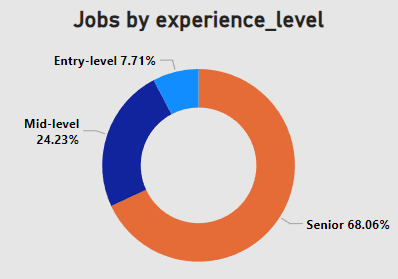 Jobs by experience_level
Entry-level 7.71%
Mid-level
24.23%
Senior 68.06%